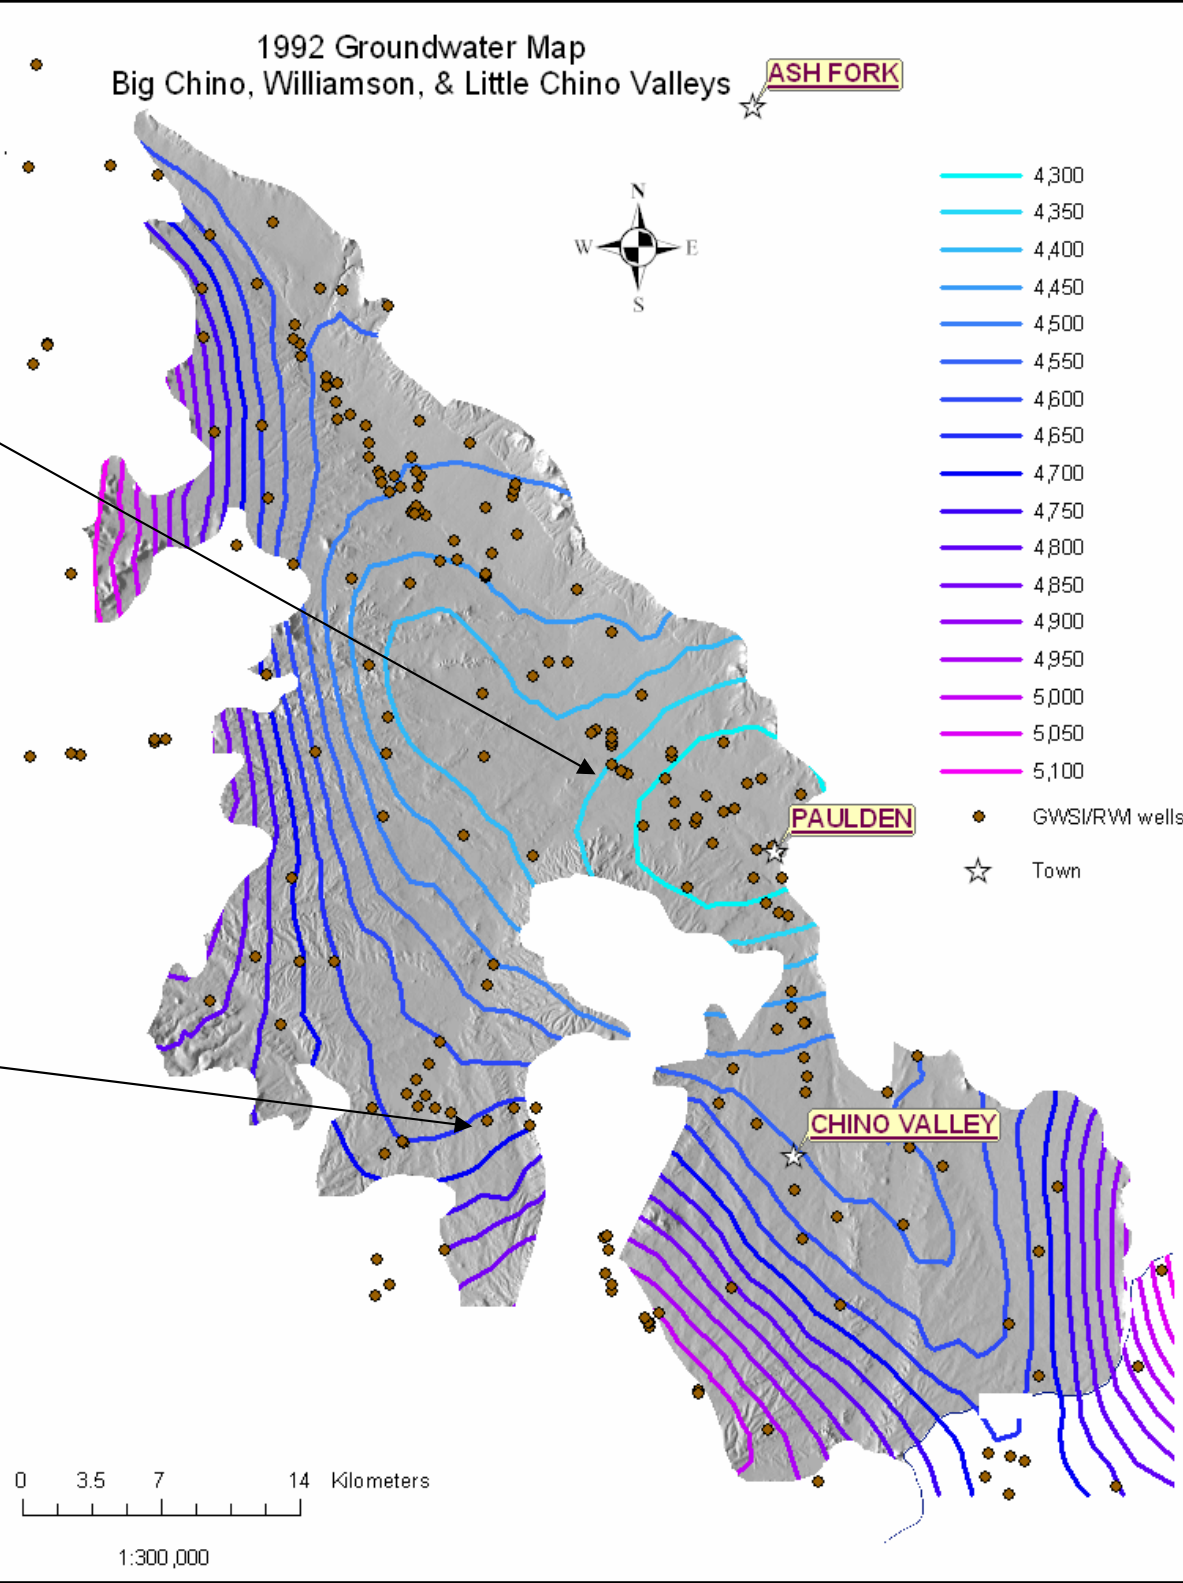 1992 Groundwater Map
Big Chino, Williamson, & Little Chino Valleys
ASH FORK
N
W E
S
4,300
4,350
4,400
4,450
4,500
4,550
4,600
4,650
4,700
4,750
4,800
4,850
4,900
4,950
5,000
5,050
5,100
GWSI/RWI wells
Town
PAULDEN
CHINO VALLEY
0 3.5 7 14 Kilometers
1:300,000